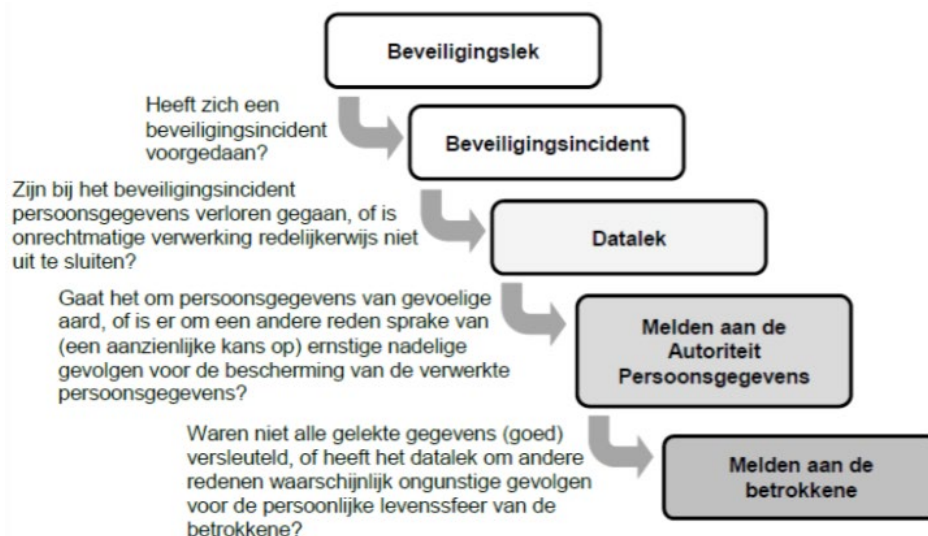 Beveiligingslek
Heeft zich een
beveiligingsincident
voorgedaan?
Beveiligingsincident
Zijn bij het beveiligingsincident
persoonsgegevens verloren gegaan, of is
onrechtmatige verwerking redelijkerwijs niet
uit te sluiten?
Datalek
Gaat het om persoonsgegevens van gevoelige
aard, of is er om een andere reden sprake van
(een aanzienlijke kans op) ernstige nadelige
gevolgen voor de bescherming van de verwerkte
persoonsgegevens?
Melden aan de
Autoriteit
Persoonsgegevens
Waren niet alle gelekte gegevens (goed)
versleuteld, of heeft het datalek om andere
redenen waarschijnlijk ongunstige gevolgen
voor de persoonlijke levenssfeer van de
betrokkene?
Melden aan de
betrokkene